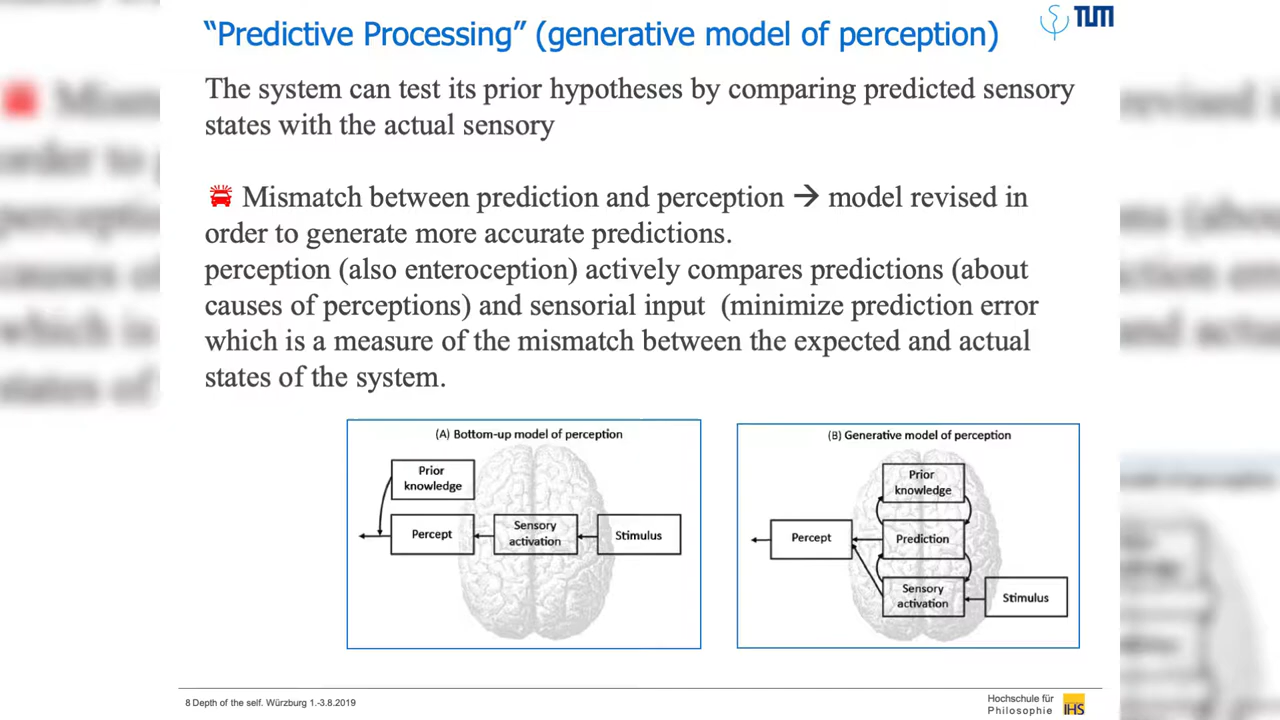 “Predictive Processing” (generative model of perception)
TUM
The system can test its prior hypotheses by comparing predicted sensory
states with the actual sensory
Mismatch between prediction and perception → model revised in
order to generate more accurate predictions.
perception (also enteroception) actively compares predictions (about
causes of perceptions) and sensorial input (minimize prediction error
which is a measure of the mismatch between the expected and actual
states of the system.
(A) Bottom-up model of perception
Prior
knowledge
Percept
Sensory
activation
Stimulus
(B) Generative model of perception
Prior
knowledge
Percept
Prediction
Sensory
activation
Stimulus
8 Depth of the self. Würzburg 1.-3.8.2019
Hochschule für
Philosophie
IHS